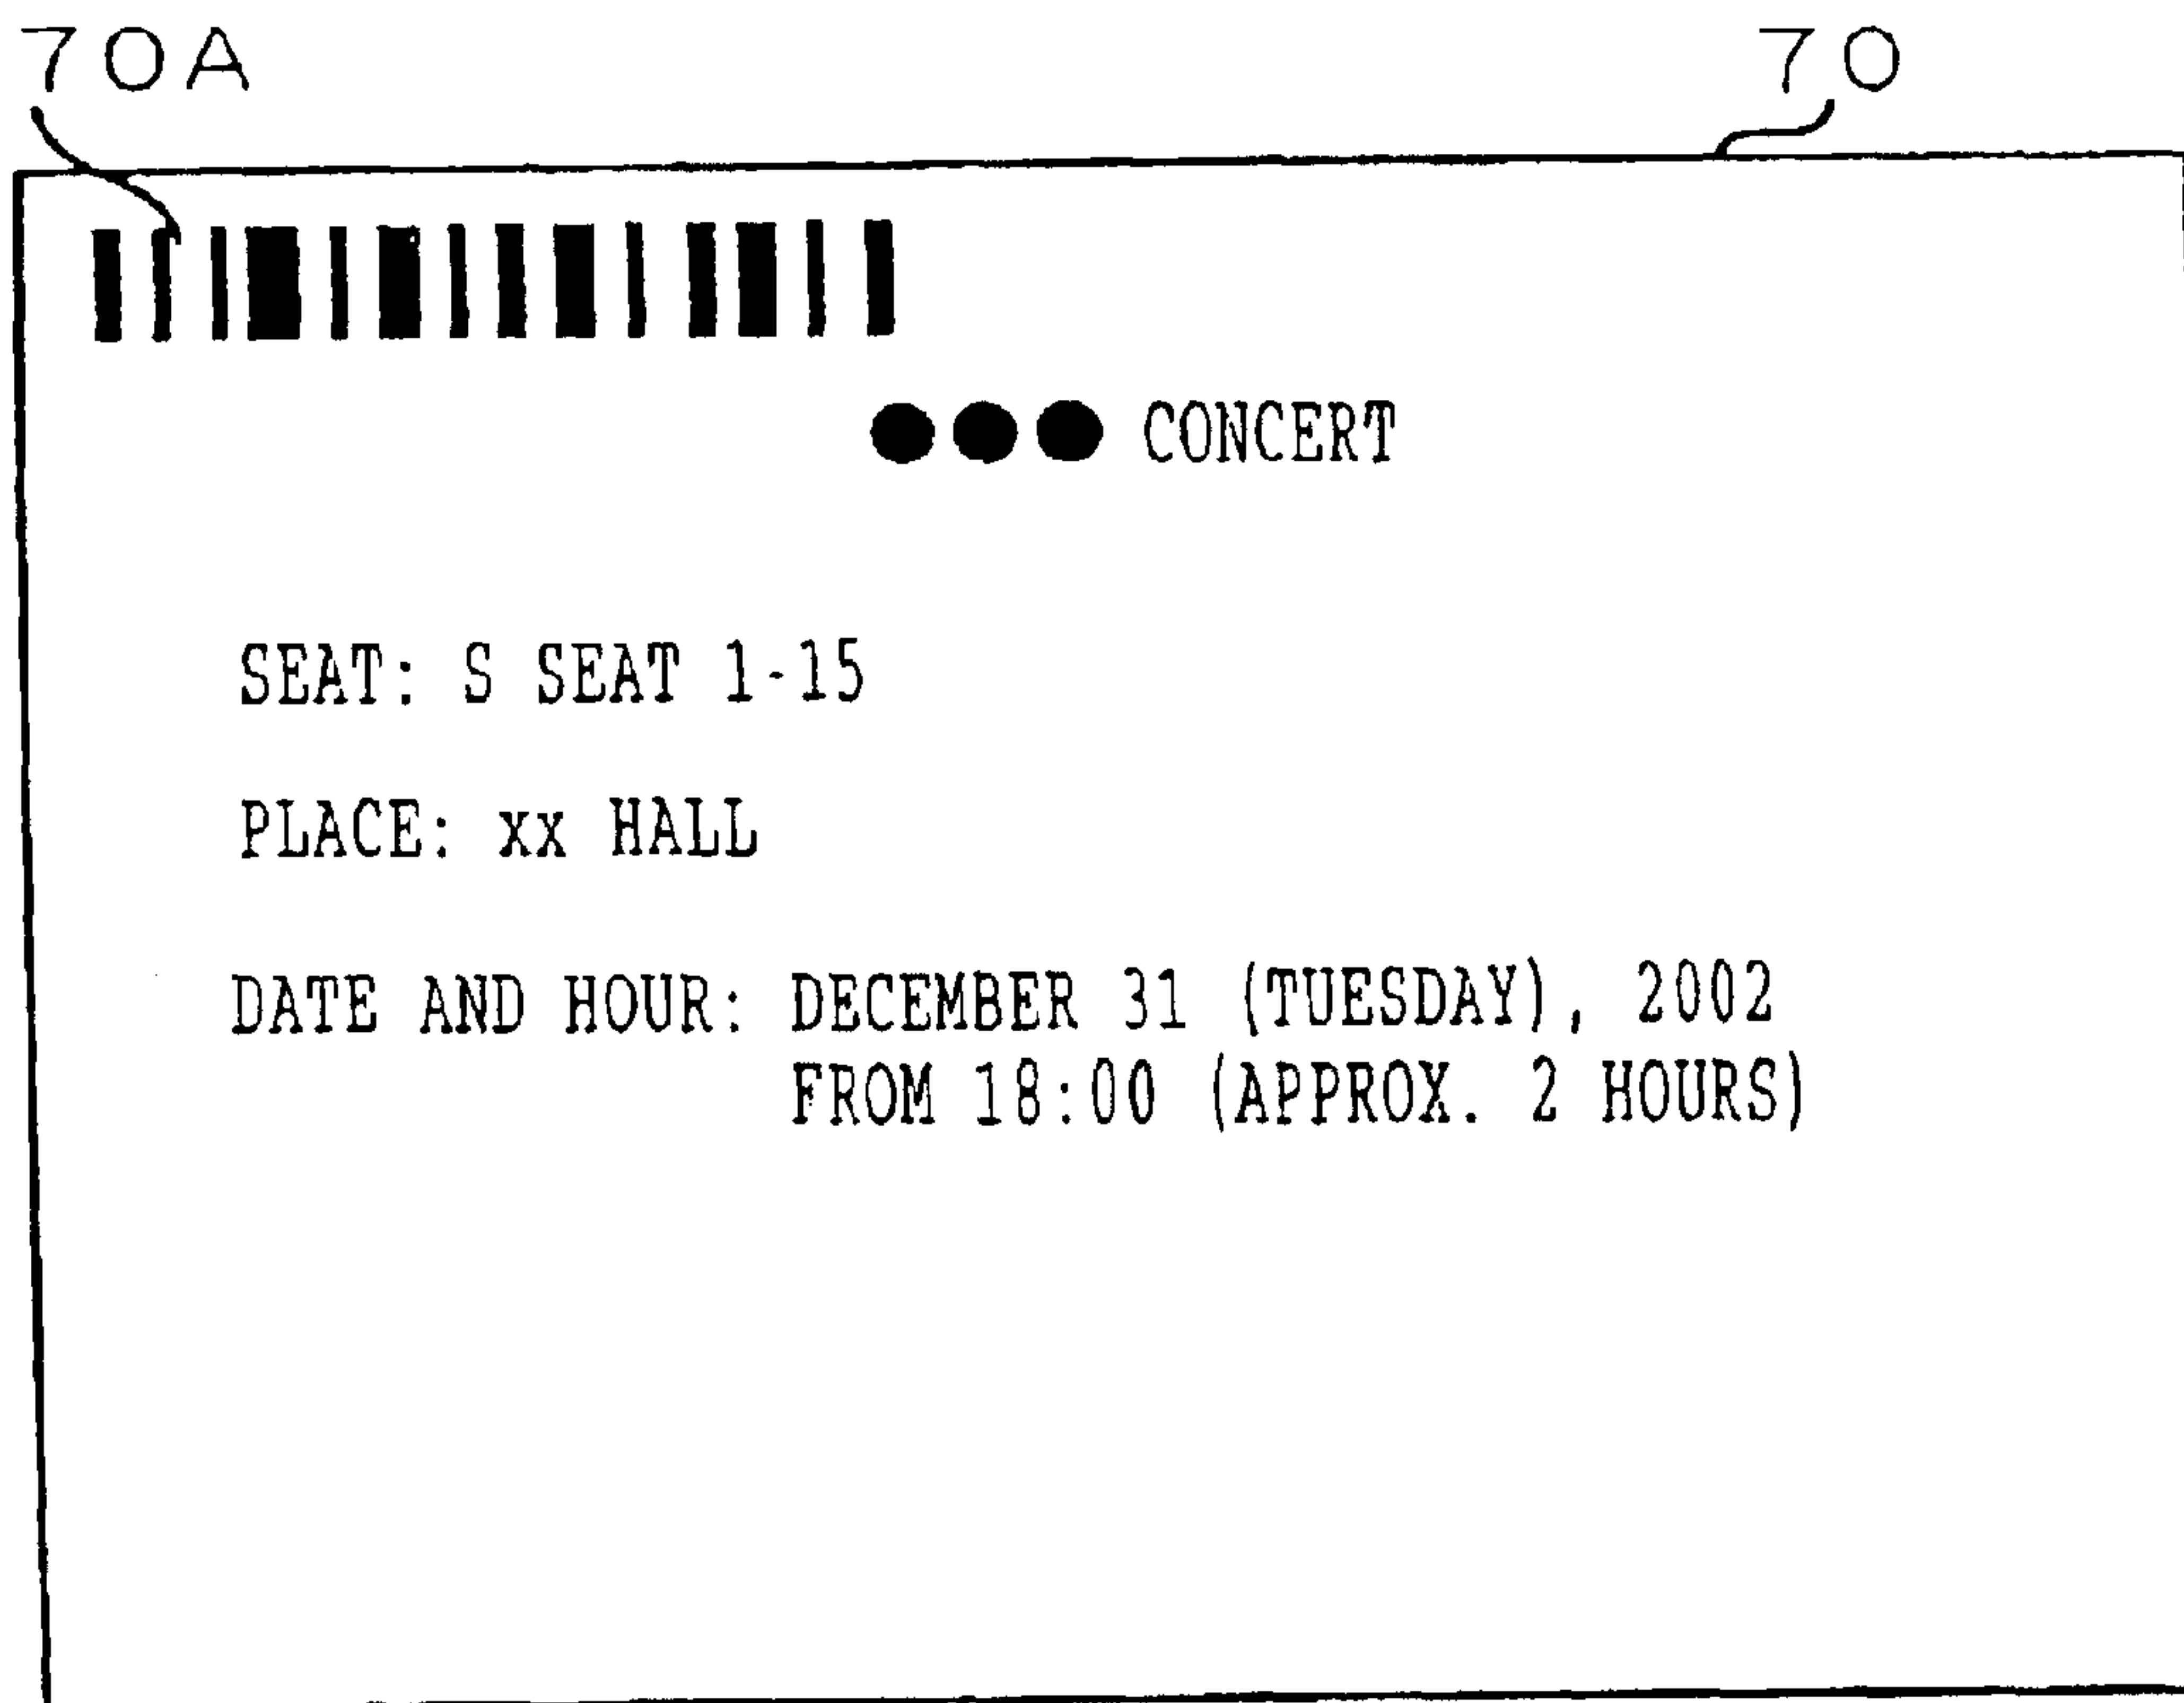 70A
70
●●● CONCERT
SEAT: S SEAT 1-15
PLACE: xx HALL
DATE AND HOUR: DECEMBER 31 (TUESDAY), 2002
FROM 18:00 (APPROX. 2 HOURS)